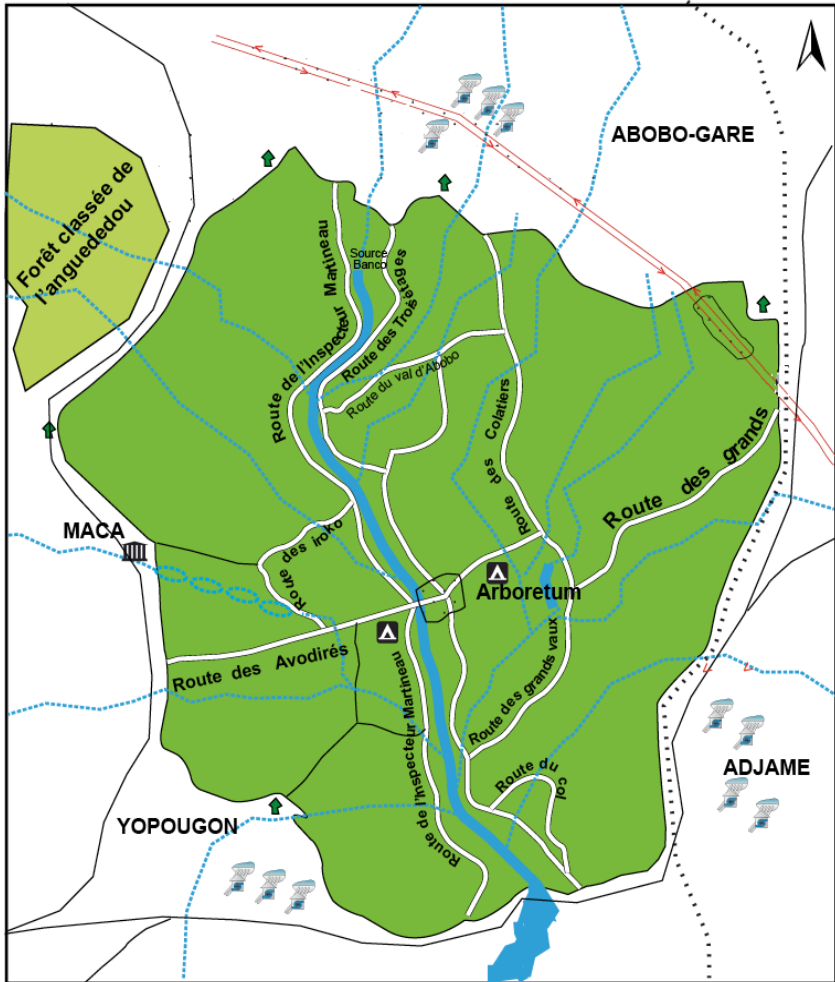 ABOBO-GARE
Forêt classée de
l'anguededou
Source
Banco
Route de l'Inspecteur Martineau
Route des Trois étages
Route du val d'Abobo
Route des Colatiers
Route des grands
MACA
Route des iroko
Arboretum
Route des Avodirés
Route des grands vaux
Route de l'inspecteur Martineau
Route du col
ADJAME
YOPOUGON